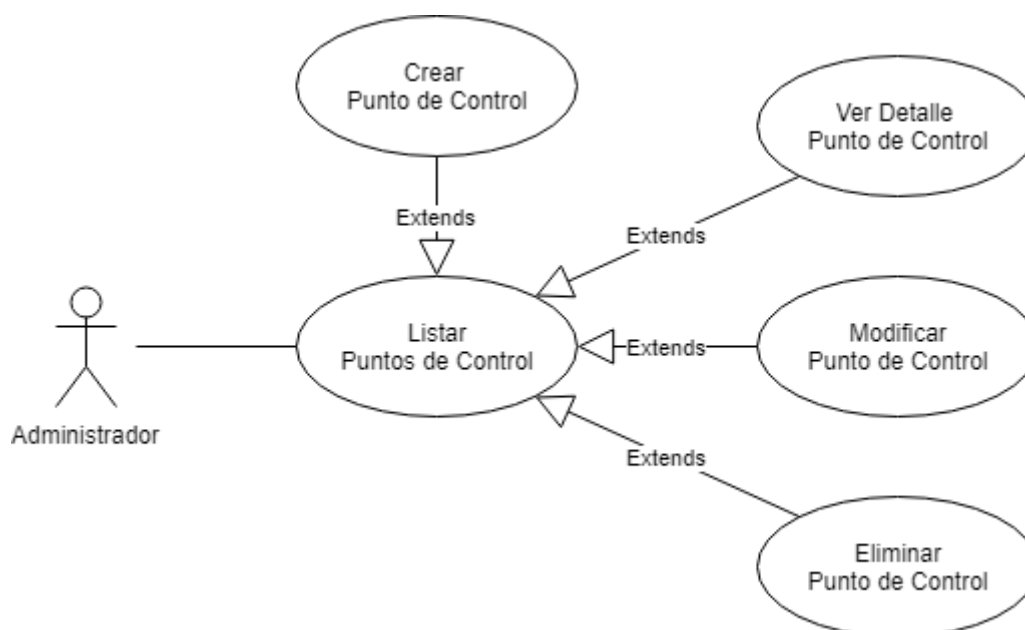 Crear
Punto de Control
Ver Detalle
Punto de Control
Extends
Extends
Listar
Puntos de Control
Extends
Modificar
Punto de Control
Administrador
Extends
Eliminar
Punto de Control